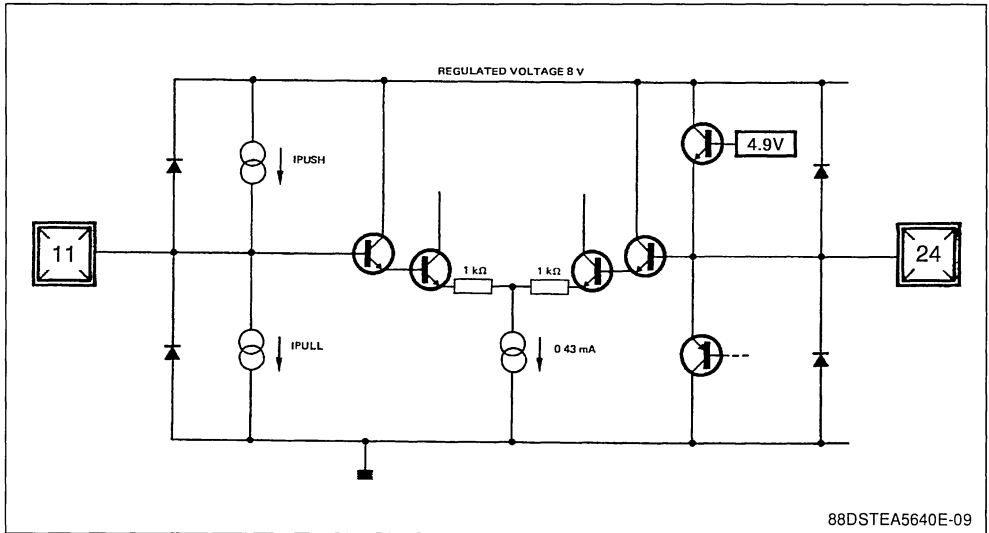 REGULATED VOLTAGE 8 V
4.9V
IPUSH
11
24
1 kΩ
1 kΩ
IPULL
0 43 mA
88DSTEA5640E-09